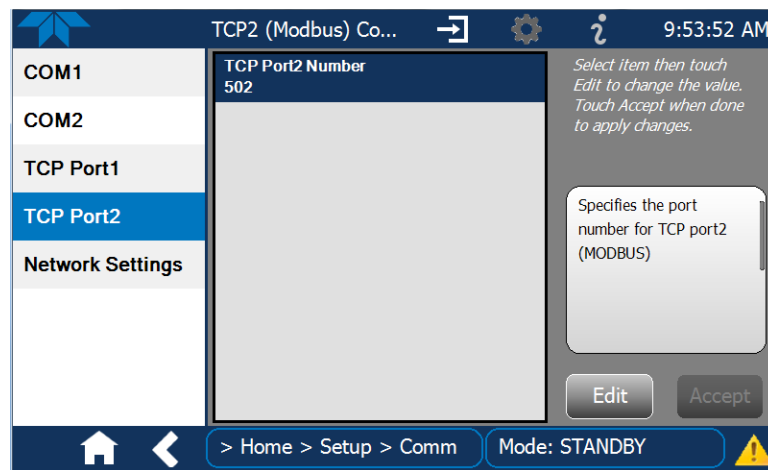 TCP2 (Modbus) Co...
9:53:52 AM
COM1
COM2
TCP Port1
TCP Port2
Network Settings
TCP Port2 Number
502
Select item then touch
Edit to change the value.
Touch Accept when done
to apply changes.
Specifies the port
number for TCP port2
(MODBUS)
Edit
Accept
> Home > Setup > Comm
Mode: STANDBY